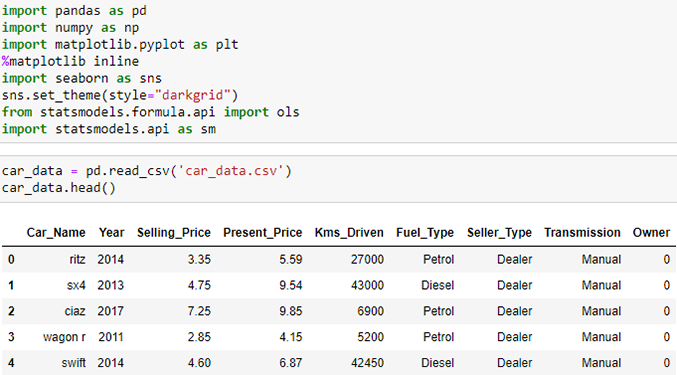 import pandas as pd
import numpy as np
import matplotlib.pyplot as plt
%matplotlib inline
import seaborn as sns
sns.set_theme(style="darkgrid")
from statsmodels.formula.api import ols
import statsmodels.api as sm
car_data = pd.read_csv('car_data.csv')
car_data.head()
Car_Name Year Selling_Price Present_Price Kms_Driven Fuel_Type Seller_Type Transmission Owner
0 ritz 2014 3.35 5.59 27000 Petrol Dealer Manual 0
1 sx4 2013 4.75 9.54 43000 Diesel Dealer Manual 0
2 ciaz 2017 7.25 9.85 6900 Petrol Dealer Manual 0
3 wagon r 2011 2.85 4.15 5200 Petrol Dealer Manual 0
4 swift 2014 4.60 6.87 42450 Diesel Dealer Manual 0